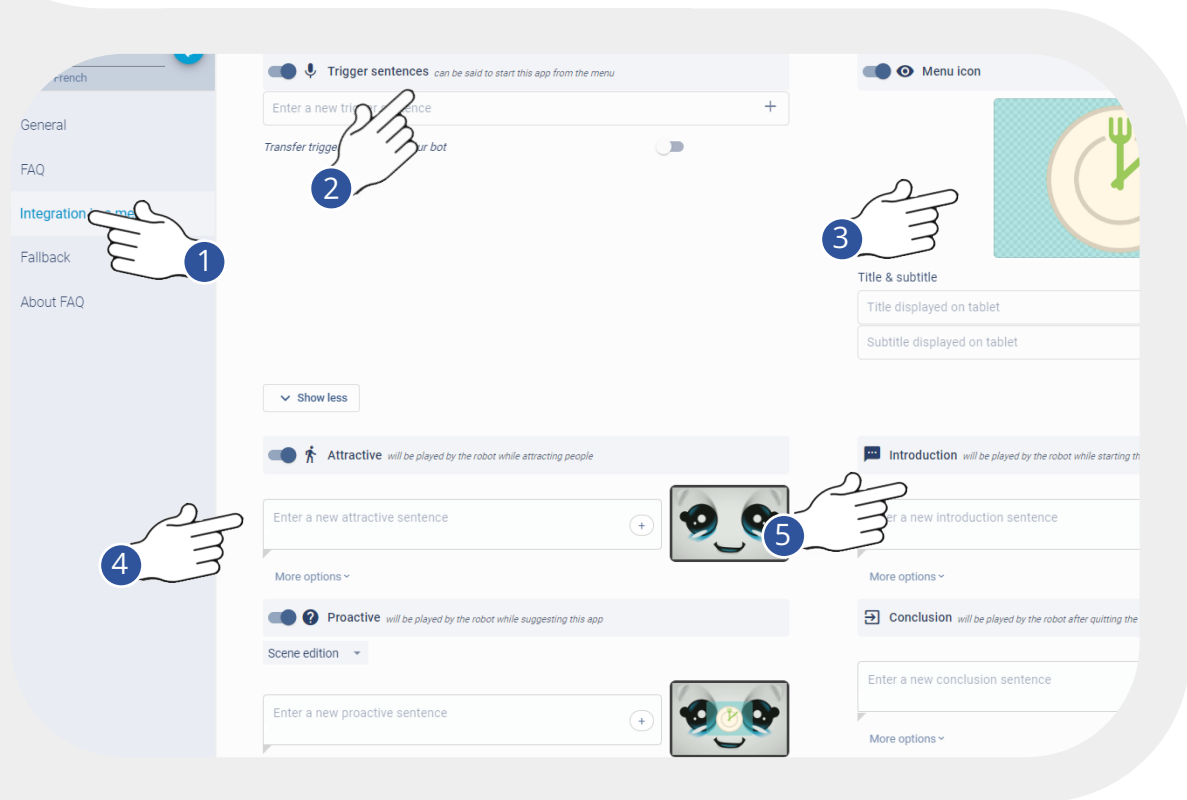 French
General
FAQ
Integration
Fallback
About FAQ
1
Trigger sentences can be said to start this app from the menu
Enter a new
+
Transfer
bot
2
Menu icon
3
Title & subtitle
Title displayed on tablet
Subtitle displayed on tablet
Show less
Attractive will be played by the robot while attracting people
Enter a new attractive sentence
+
4
More options
Proactive will be played by the robot while suggesting this app
Scene edition
Enter a new proactive sentence
+
Introduction will be played by the robot while starting
5
a new introduction sentence
More options
Conclusion will be played by the robot after quitting the
Enter a new conclusion sentence
More options